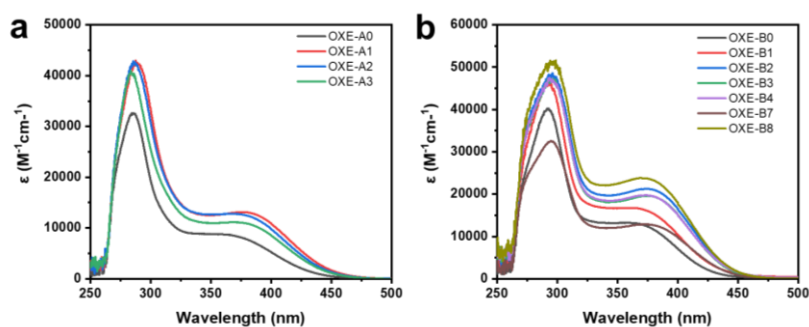 a
OXE-A0
OXE-A1
OXE-A2
OXE-A3
50000
40000
30000
20000
10000
0
ε (M⁻¹cm⁻¹)
250 300 350 400 450 500
Wavelength (nm)
b
OXE-B0
OXE-B1
OXE-B2
OXE-B3
OXE-B4
OXE-B7
OXE-B8
60000
50000
40000
30000
20000
10000
0
ε (M⁻¹cm⁻¹)
250 300 350 400 450 500
Wavelength (nm)